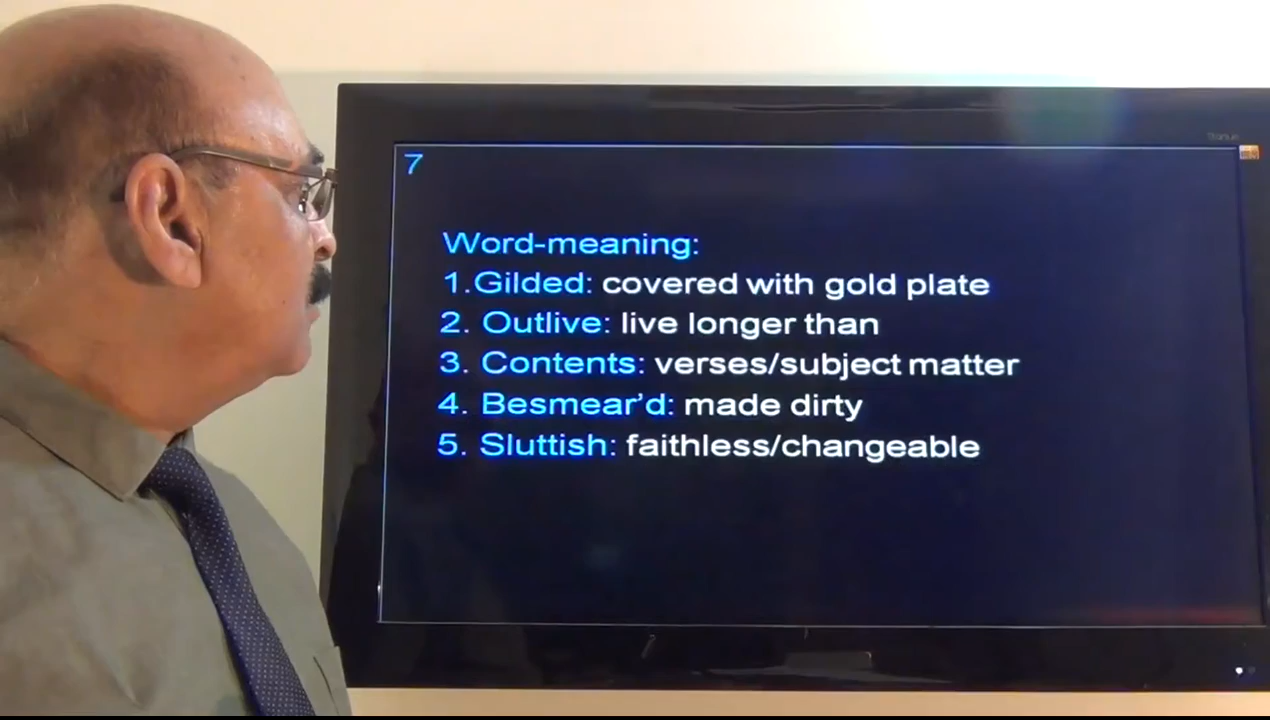 7
Word-meaning:
1.Gilded: covered with gold plate
2. Outlive: live longer than
3. Contents: verses/subject matter
4. Besmear’d: made dirty
5. Sluttish: faithless/changeable